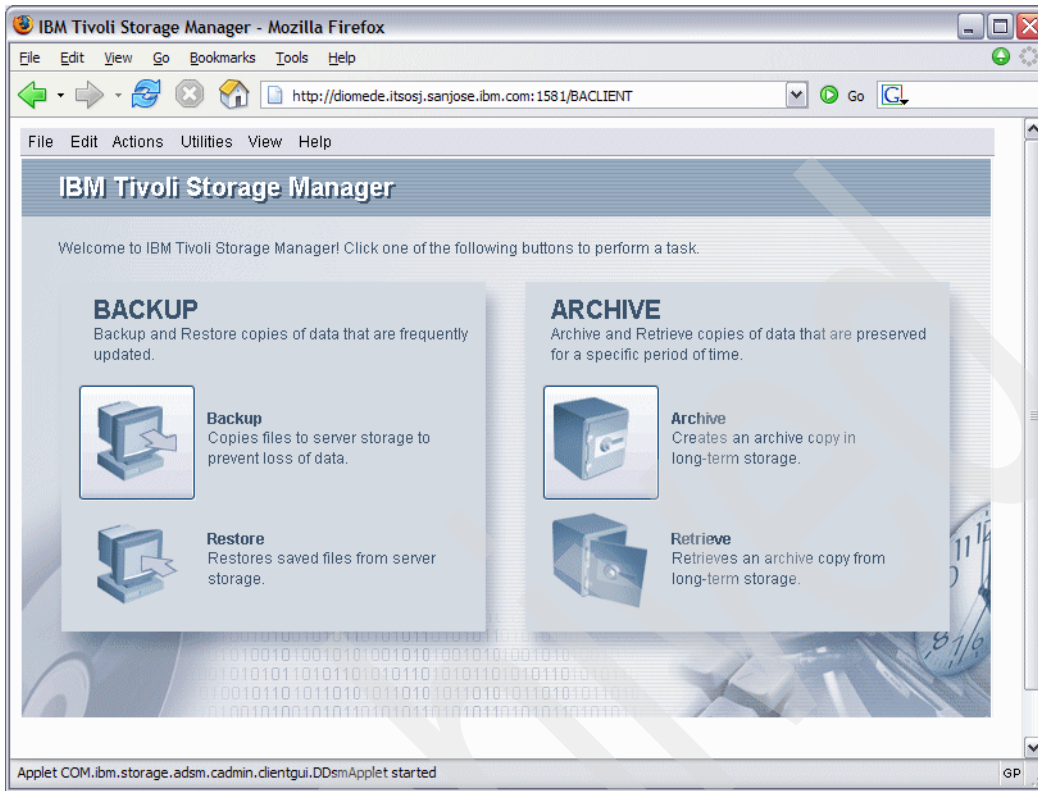 IBM Tivoli Storage Manager - Mozilla Firefox
File Edit View Go Bookmarks Tools Help
http://diomede.itsosj.sanjose.ibm.com:1581/BACLIENT
Go
G
File Edit Actions Utilities View Help
IBM Tivoli Storage Manager
Welcome to IBM Tivoli Storage Manager! Click one of the following buttons to perform a task.
BACKUP
Backup and Restore copies of data that are frequently
updated.
Backup
Copies files to server storage to
prevent loss of data.
Restore
Restores saved files from server
storage.
ARCHIVE
Archive and Retrieve copies of data that are preserved
for a specific period of time.
Archive
Creates an archive copy in
long-term storage.
Retrieve
Retrieves an archive copy from
long-term storage.
Applet COM.ibm.storage.adsm.cadmin.clientgui.DDsmApplet started
GP